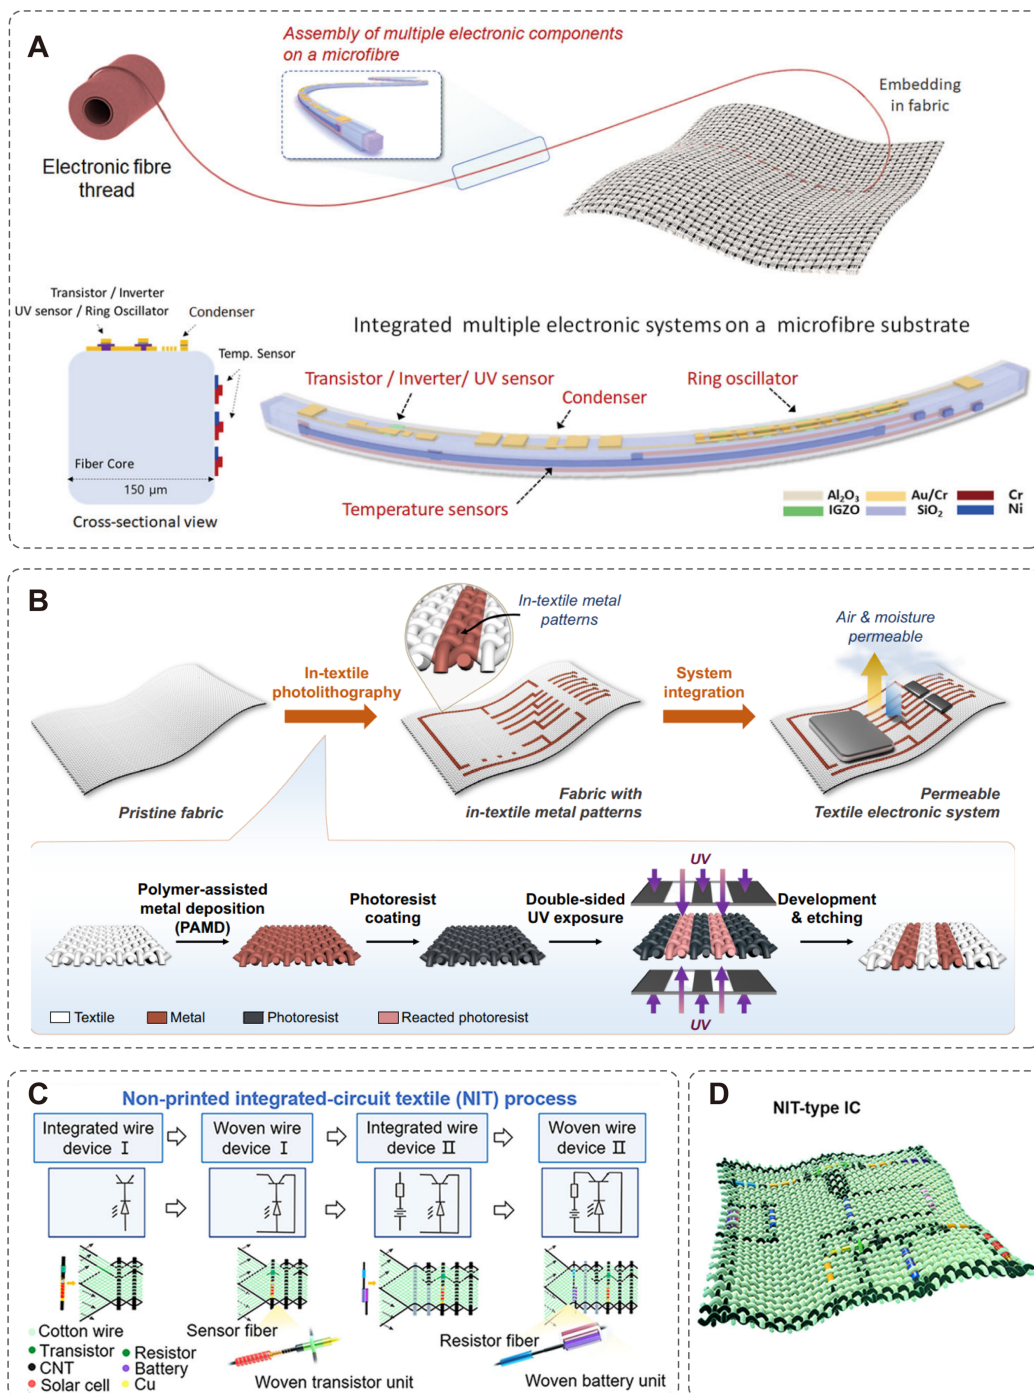 A
Assembly of multiple electronic components
on a microfibre
Embedding
in fabric
Electronic fibre
thread
Transistor / Inverter
UV sensor / Ring Oscillator
Condenser
Temp. Sensor
Fiber Core
150 μm
Cross-sectional view
Integrated multiple electronic systems on a microfibre substrate
Transistor / Inverter/ UV sensor
Condenser
Ring oscillator
Temperature sensors
Al₂O₃
Au/Cr
Cr
IGZO
SiO₂
Ni
B
In-textile metal
patterns
Air & moisture
permeable
In-textile
photolithography
System
integration
Pristine fabric
Fabric with
in-textile metal patterns
Permeable
Textile electronic system
UV
Polymer-assisted
metal deposition
(PAMD)
Photoresist
coating
Double-sided
UV exposure
Development
& etching
UV
Textile
Metal
Photoresist
Reacted photoresist
C
Non-printed integrated-circuit textile (NIT) process
Integrated wire
device Ⅰ
Woven wire
device Ⅰ
Integrated wire
device Ⅱ
Woven wire
device Ⅱ
Cotton wire
Transistor
Resistor
CNT
Battery
Solar cell
Cu
Sensor fiber
Woven transistor unit
Resistor fiber
Woven battery unit
D
NIT-type IC